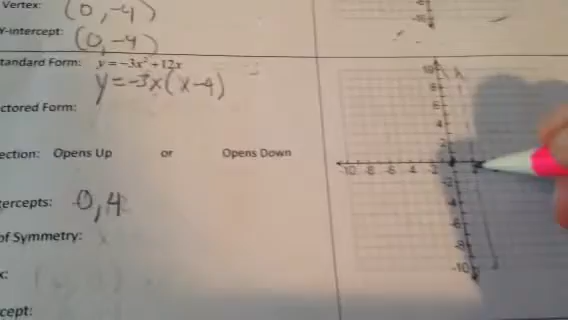 Vertex: (0, -4)
Y-intercept: (0, -4)
tandard Form: y = -3x² + 12x
y = -3x(x-4)
ctored Form:
ection: Opens Up or Opens Down
tercepts: 0, 4
of Symmetry: x
x:
cept:
10
8
6
4
2
-10 -8 -6 -4 -2
-2
-4
-6
-8
-10